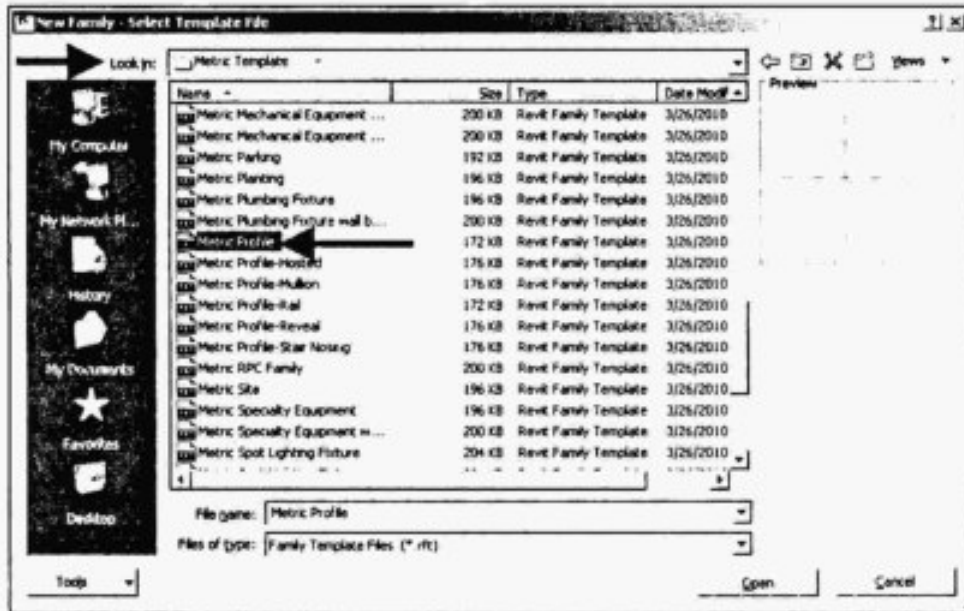 New Family - Select Template File
Look in: Metric Template
Views
Preview
Name Size Type Date Modif
Metric Mechanical Equipment ... 200 KB Revit Family Template 3/26/2010
Metric Mechanical Equipment ... 200 KB Revit Family Template 3/26/2010
Metric Parking 192 KB Revit Family Template 3/26/2010
Metric Planting 196 KB Revit Family Template 3/26/2010
Metric Plumbing Fixture 196 KB Revit Family Template 3/26/2010
Metric Plumbing Fixture wall b... 200 KB Revit Family Template 3/26/2010
Metric Profile 172 KB Revit Family Template 3/26/2010
Metric Profile-Hosted 176 KB Revit Family Template 3/26/2010
Metric Profile-Mullion 176 KB Revit Family Template 3/26/2010
Metric Profile-Rail 172 KB Revit Family Template 3/26/2010
Metric Profile-Reveal 176 KB Revit Family Template 3/26/2010
Metric Profile-Stair Nosing 176 KB Revit Family Template 3/26/2010
Metric RPC Family 200 KB Revit Family Template 3/26/2010
Metric Site 196 KB Revit Family Template 3/26/2010
Metric Specialty Equipment 196 KB Revit Family Template 3/26/2010
Metric Specialty Equipment w... 200 KB Revit Family Template 3/26/2010
Metric Spot Lighting Fixture 204 KB Revit Family Template 3/26/2010
My Computer
My Network Pl...
History
My Documents
Favorites
Desktop
File name: Metric Profile
Files of type: Family Template Files (*.rft)
Tools
Open
Cancel